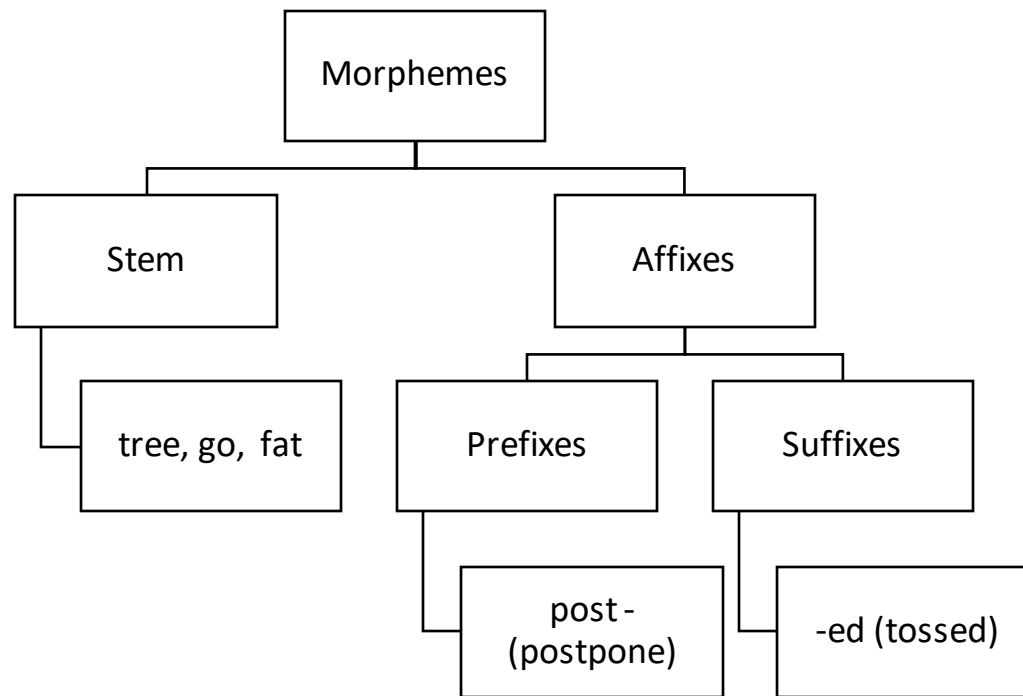 Morphemes
Stem
Affixes
tree, go, fat
Prefixes
Suffixes
post-
(postpone)
-ed (tossed)